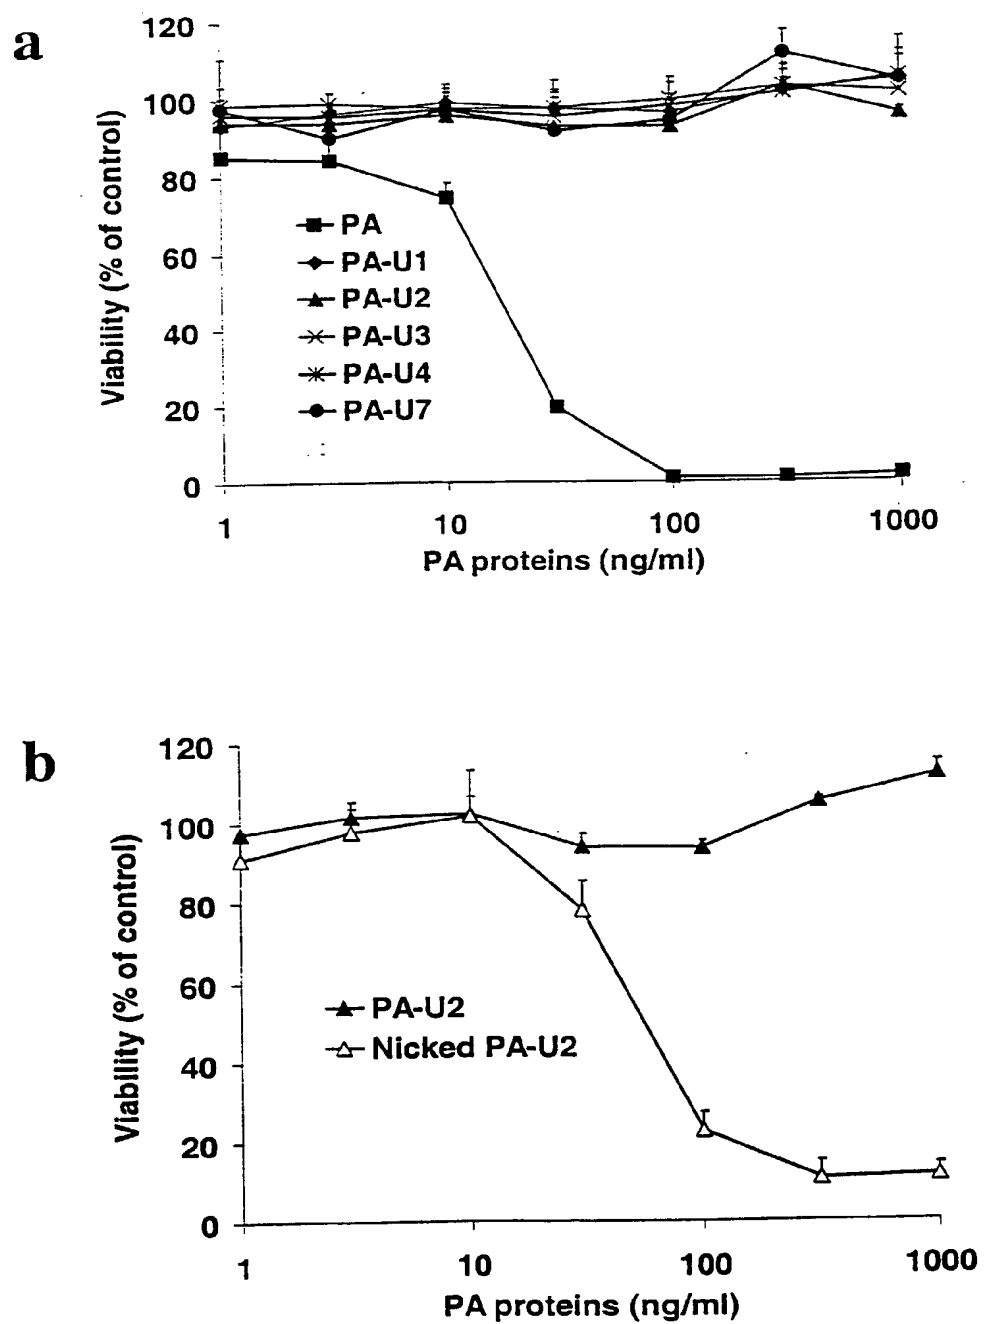 a
120
100
80
60
40
20
0
Viability (% of control)
PA
PA-U1
PA-U2
PA-U3
PA-U4
PA-U7
1 10 100 1000
PA proteins (ng/ml)
b
120
100
80
60
40
20
0
Viability (% of control)
PA-U2
Nicked PA-U2
1 10 100 1000
PA proteins (ng/ml)